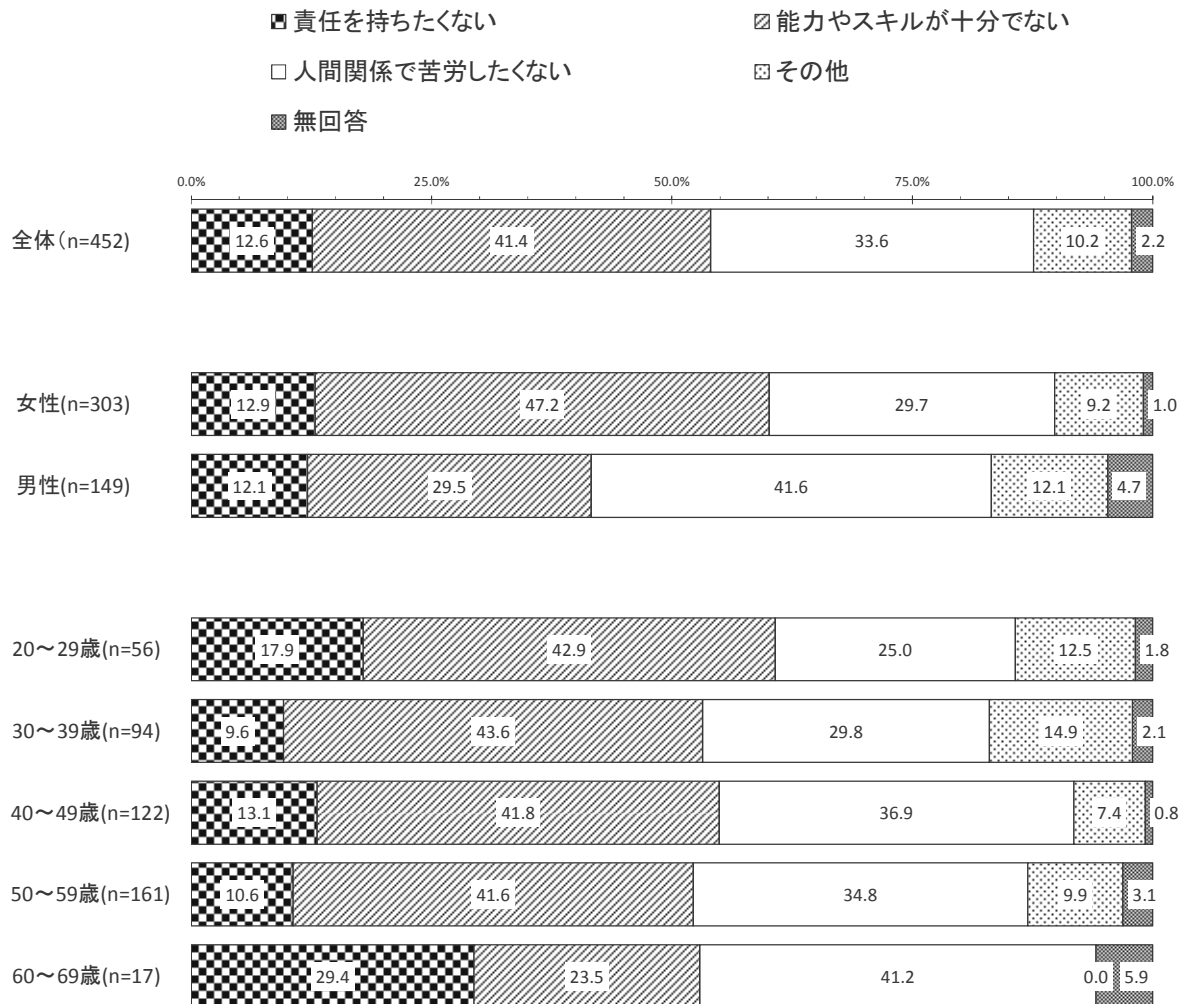 責任を持ちたくない 能力やスキルが十分でない
人間関係で苦労したくない その他
無回答
0.0% 25.0% 50.0% 75.0% 100.0%
全体（n=452) 12.6 41.4 33.6 10.2 2.2
女性(n=303) 12.9 47.2 29.7 9.2 1.0
男性(n=149) 12.1 29.5 41.6 12.1 4.7
20～29歳(n=56) 17.9 42.9 25.0 12.5 1.8
30～39歳(n=94) 9.6 43.6 29.8 14.9 2.1
40～49歳(n=122) 13.1 41.8 36.9 7.4 0.8
50～59歳(n=161) 10.6 41.6 34.8 9.9 3.1
60～69歳(n=17) 29.4 23.5 41.2 0.0 5.9